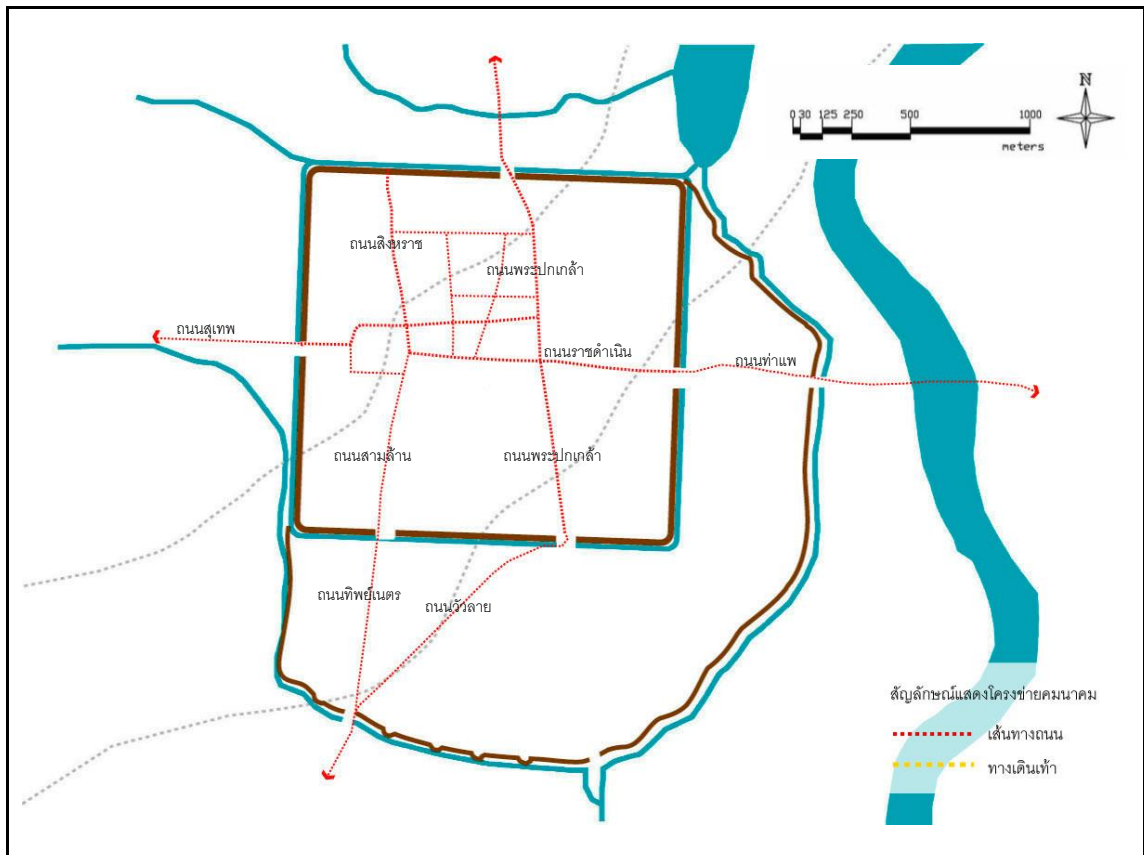 N
0 30 125 250 500 1000
meters
ถนนสิงหราช
ถนนพระปกเกล้า
ถนนสุเทพ
ถนนราชดำเนิน
ถนนท่าแพ
ถนนสามล้าน
ถนนพระปกเกล้า
ถนนทิพย์เนตร
ถนนวัวลาย
สัญลักษณ์แสดงโครงข่ายคมนาคม
เส้นทางถนน
ทางเดินเท้า